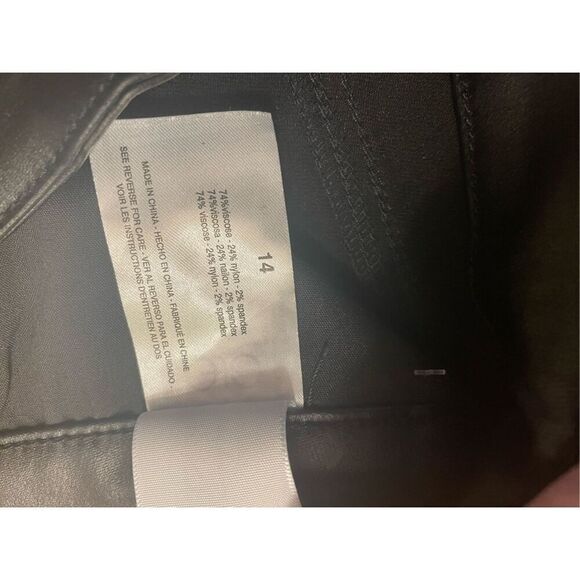 14
74%viscose - 24% nylon - 2% spandex
74%viscosa - 24% nailon - 2% spandex
74% viscose - 24% nylon - 2% spandex
MADE IN CHINA - HECHO EN CHINA - FABRIQUÉ EN CHINE
SEE REVERSE FOR CARE - VER AL REVERSO PARA EL CUIDADO -
VOIR LES INSTRUCTIONS D'ENTRETIEN AU DOS